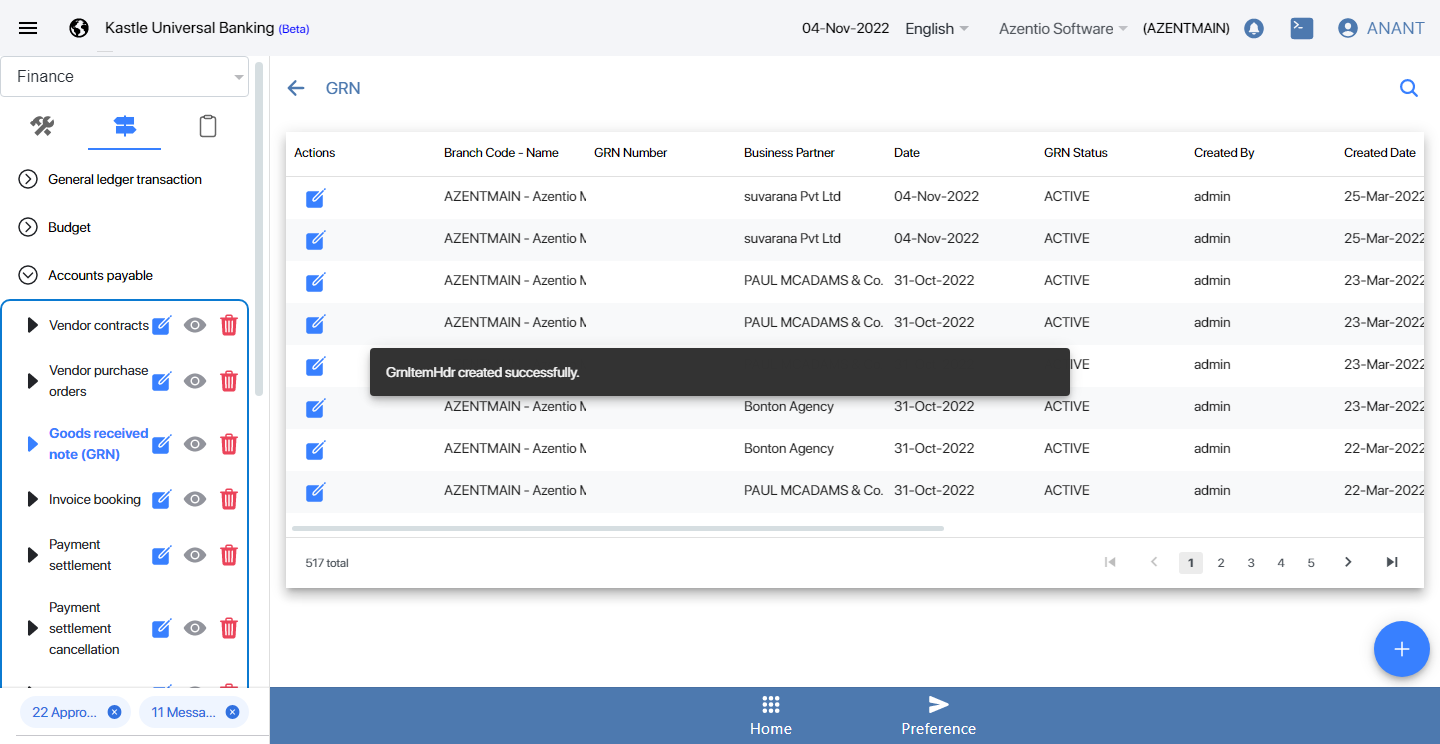 Kastle Universal Banking (Beta)
04-Nov-2022
English
Azentio Software
(AZENTMAIN)
ANANT
Finance
General ledger transaction
Budget
Accounts payable
Vendor contracts
Vendor purchase
orders
Goods received
note (GRN)
Invoice booking
Payment
settlement
Payment
settlement
cancellation
22 Appro...
11 Messa...
GRN
Actions Branch Code - Name GRN Number Business Partner Date GRN Status Created By Created Date
AZENTMAIN - Azentio M suvarana Pvt Ltd 04-Nov-2022 ACTIVE admin 25-Mar-2022
AZENTMAIN - Azentio M suvarana Pvt Ltd 04-Nov-2022 ACTIVE admin 25-Mar-2022
AZENTMAIN - Azentio M PAUL MCADAMS & Co. 31-Oct-2022 ACTIVE admin 23-Mar-2022
AZENTMAIN - Azentio M PAUL MCADAMS & Co. 31-Oct-2022 ACTIVE admin 23-Mar-2022
IVE admin 23-Mar-2022
GrnItemHdr created successfully.
AZENTMAIN - Azentio M Bonton Agency 31-Oct-2022 ACTIVE admin 23-Mar-2022
AZENTMAIN - Azentio M Bonton Agency 31-Oct-2022 ACTIVE admin 22-Mar-2022
AZENTMAIN - Azentio M PAUL MCADAMS & Co. 31-Oct-2022 ACTIVE admin 22-Mar-2022
517 total
1 2 3 4 5
Home
Preference